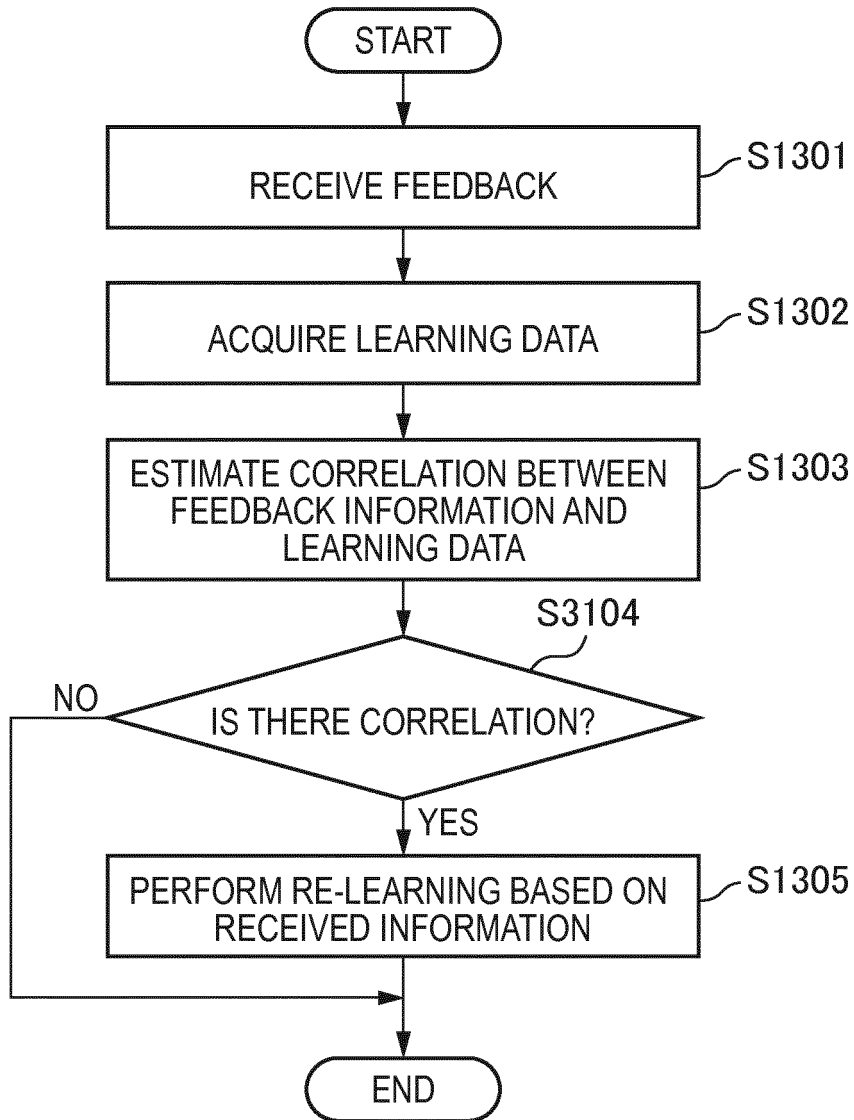 START
RECEIVE FEEDBACK
S1301
ACQUIRE LEARNING DATA
S1302
ESTIMATE CORRELATION BETWEEN
FEEDBACK INFORMATION AND
LEARNING DATA
S1303
S3104
IS THERE CORRELATION?
NO
YES
PERFORM RE-LEARNING BASED ON
RECEIVED INFORMATION
S1305
END